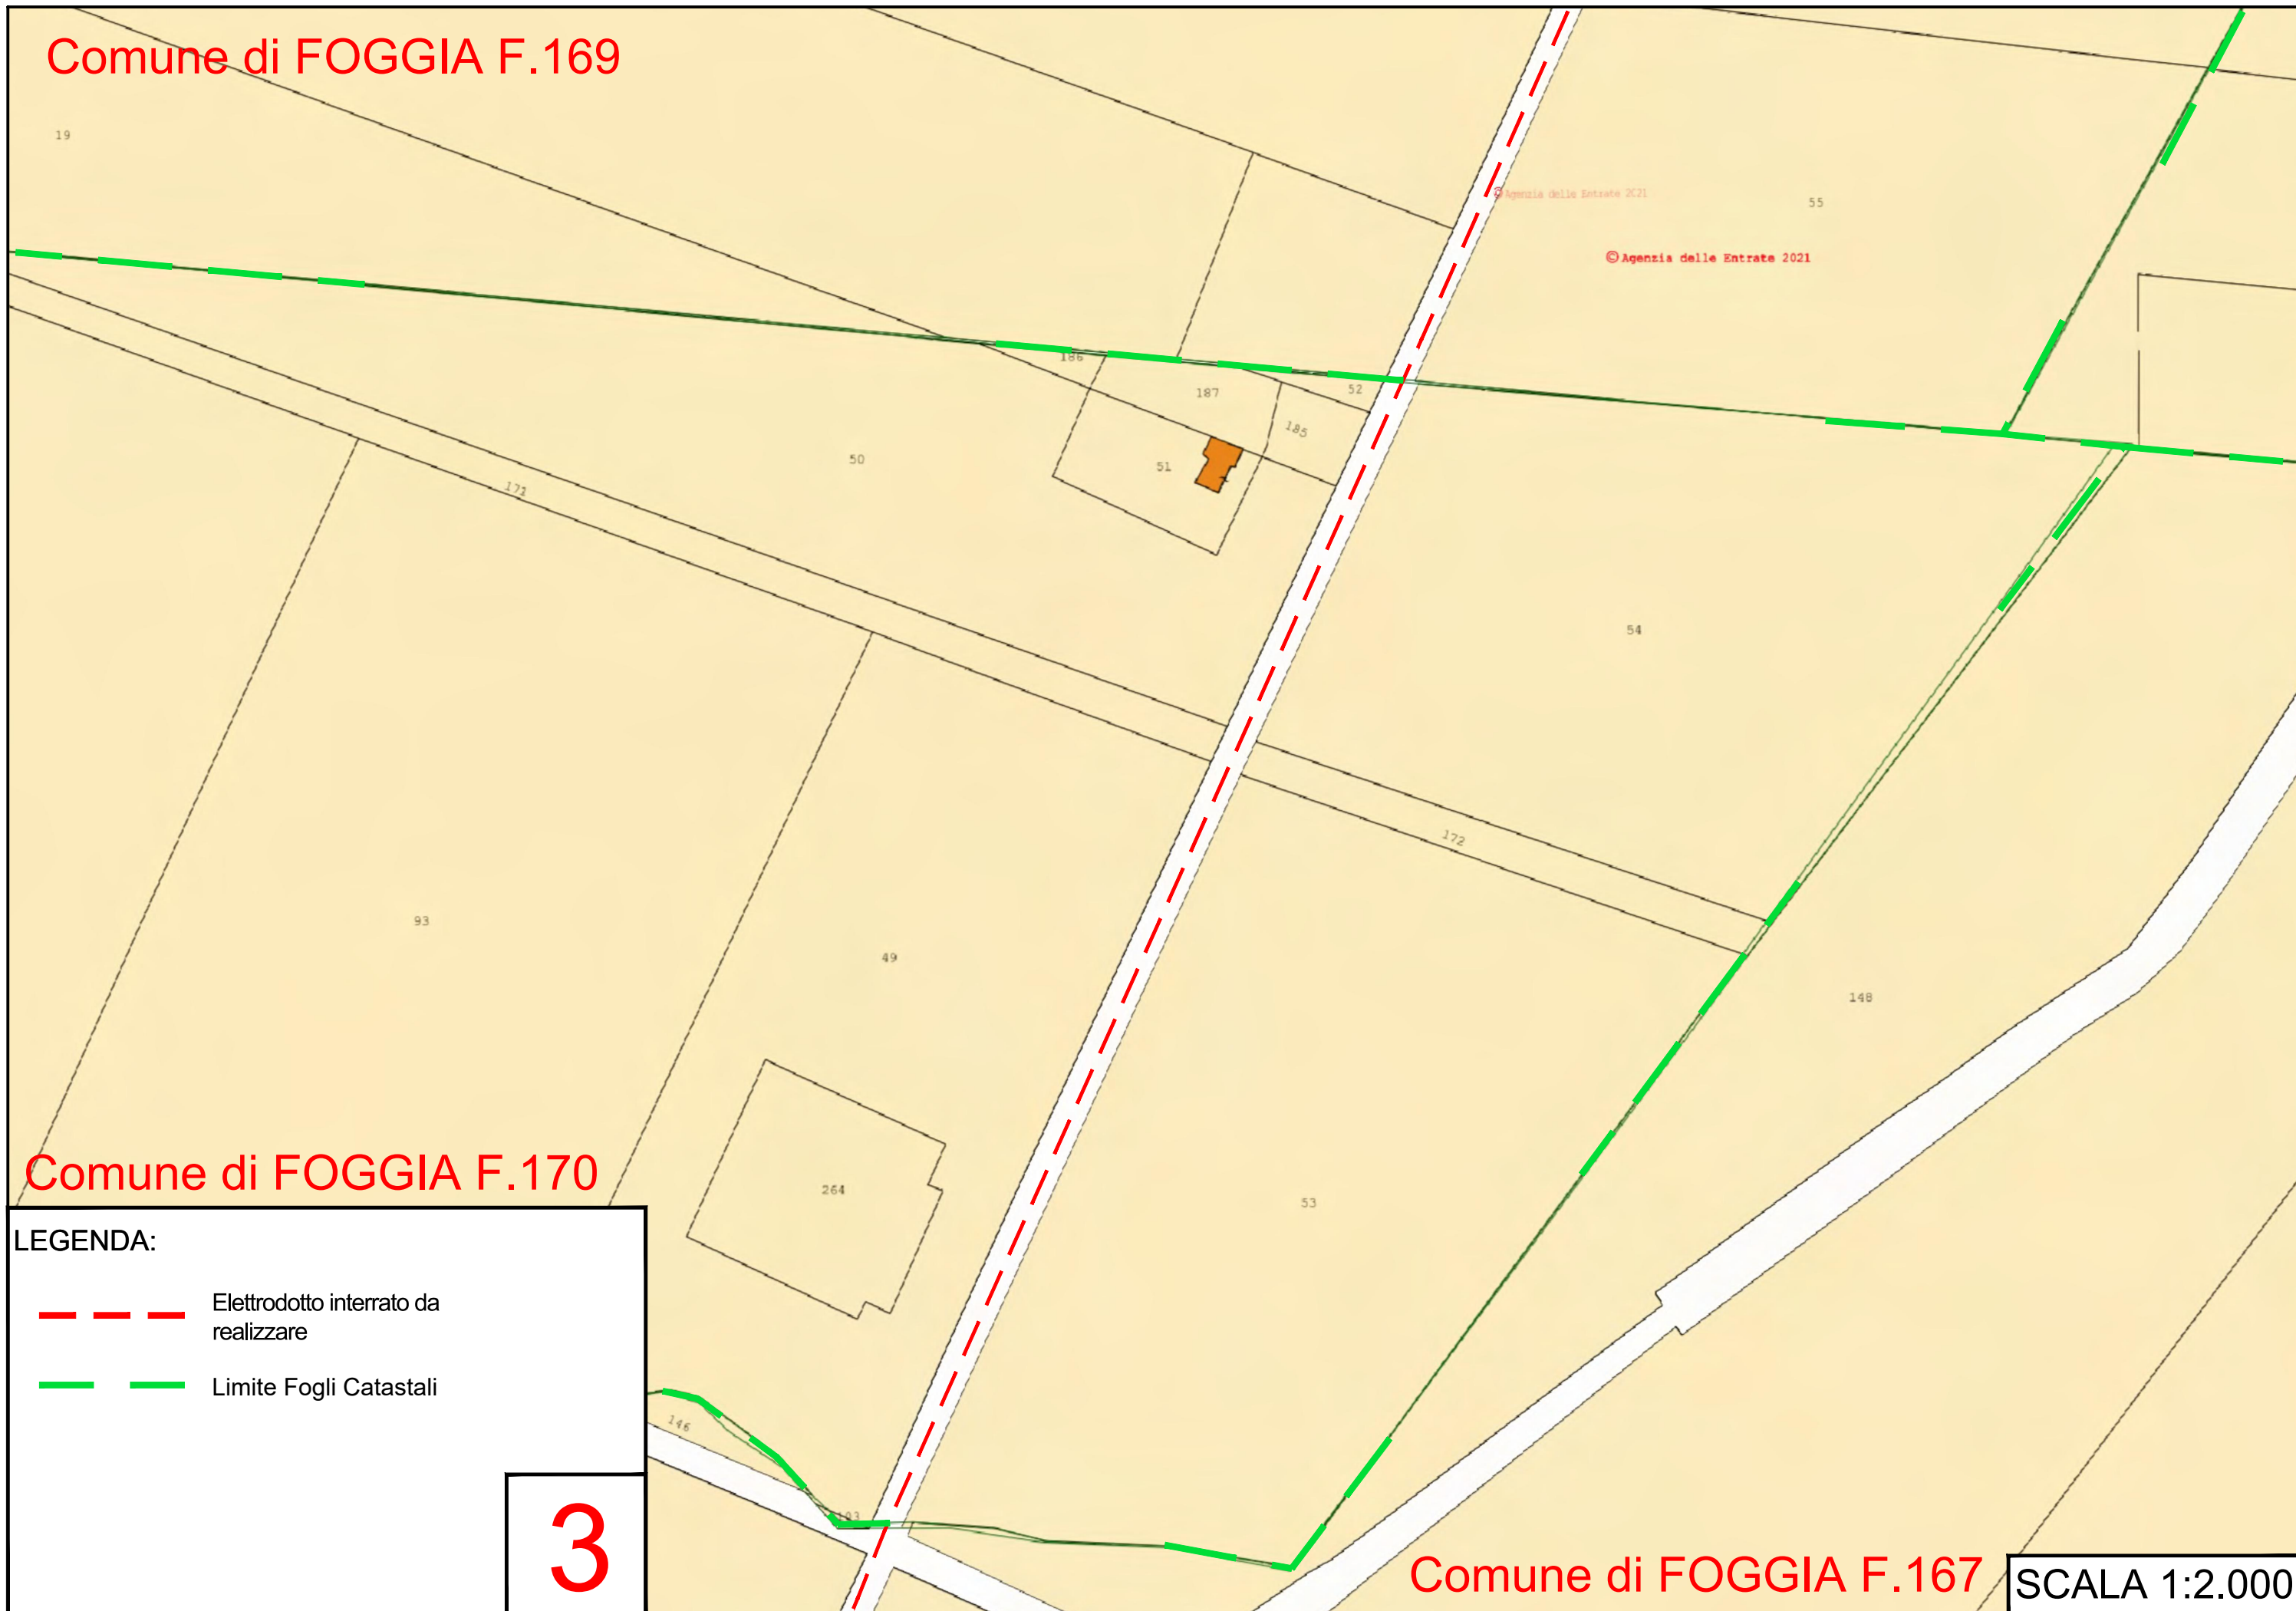 Comune di FOGGIA F.169
19
©Agenzia delle Entrate 2021
55
©Agenzia delle Entrate 2021
186
187
52
185
50
51
171
54
172
93
49
148
Comune di FOGGIA F.170
264
53
LEGENDA:
Elettrodotto interrato da
realizzare
Limite Fogli Catastali
146
103
3
Comune di FOGGIA F.167
SCALA 1:2.000